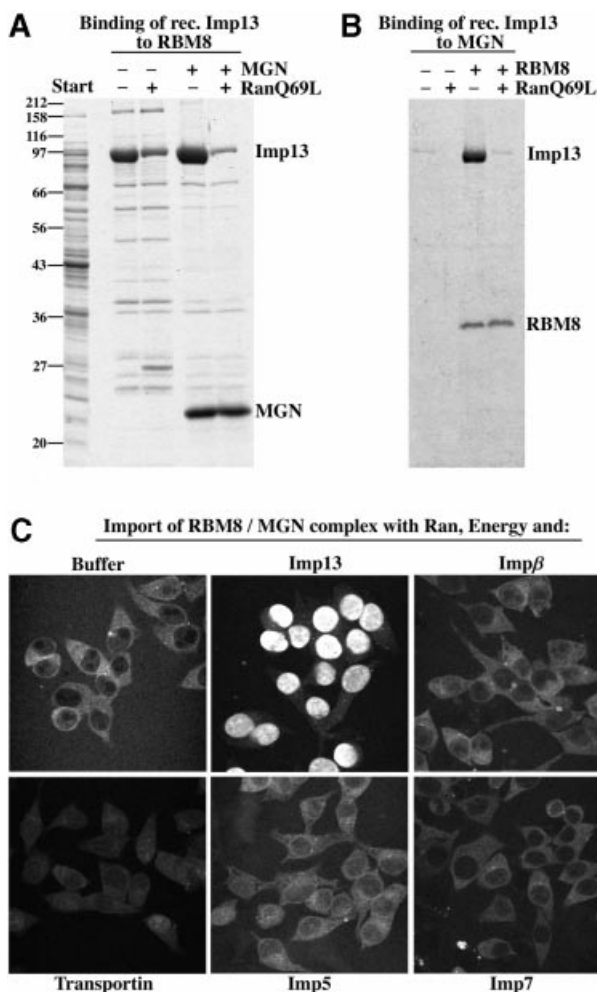 A
Binding of rec. Imp13
to RBM8
– – + + MGN
Start – + – + RanQ69L
212
158
116
97
66
56
43
36
27
20
Imp13
MGN
B
Binding of rec. Imp13
to MGN
– – + + RBM8
– + – + RanQ69L
Imp13
RBM8
C Import of RBM8 / MGN complex with Ran, Energy and:
Buffer Imp13 Impβ
Transportin Imp5 Imp7